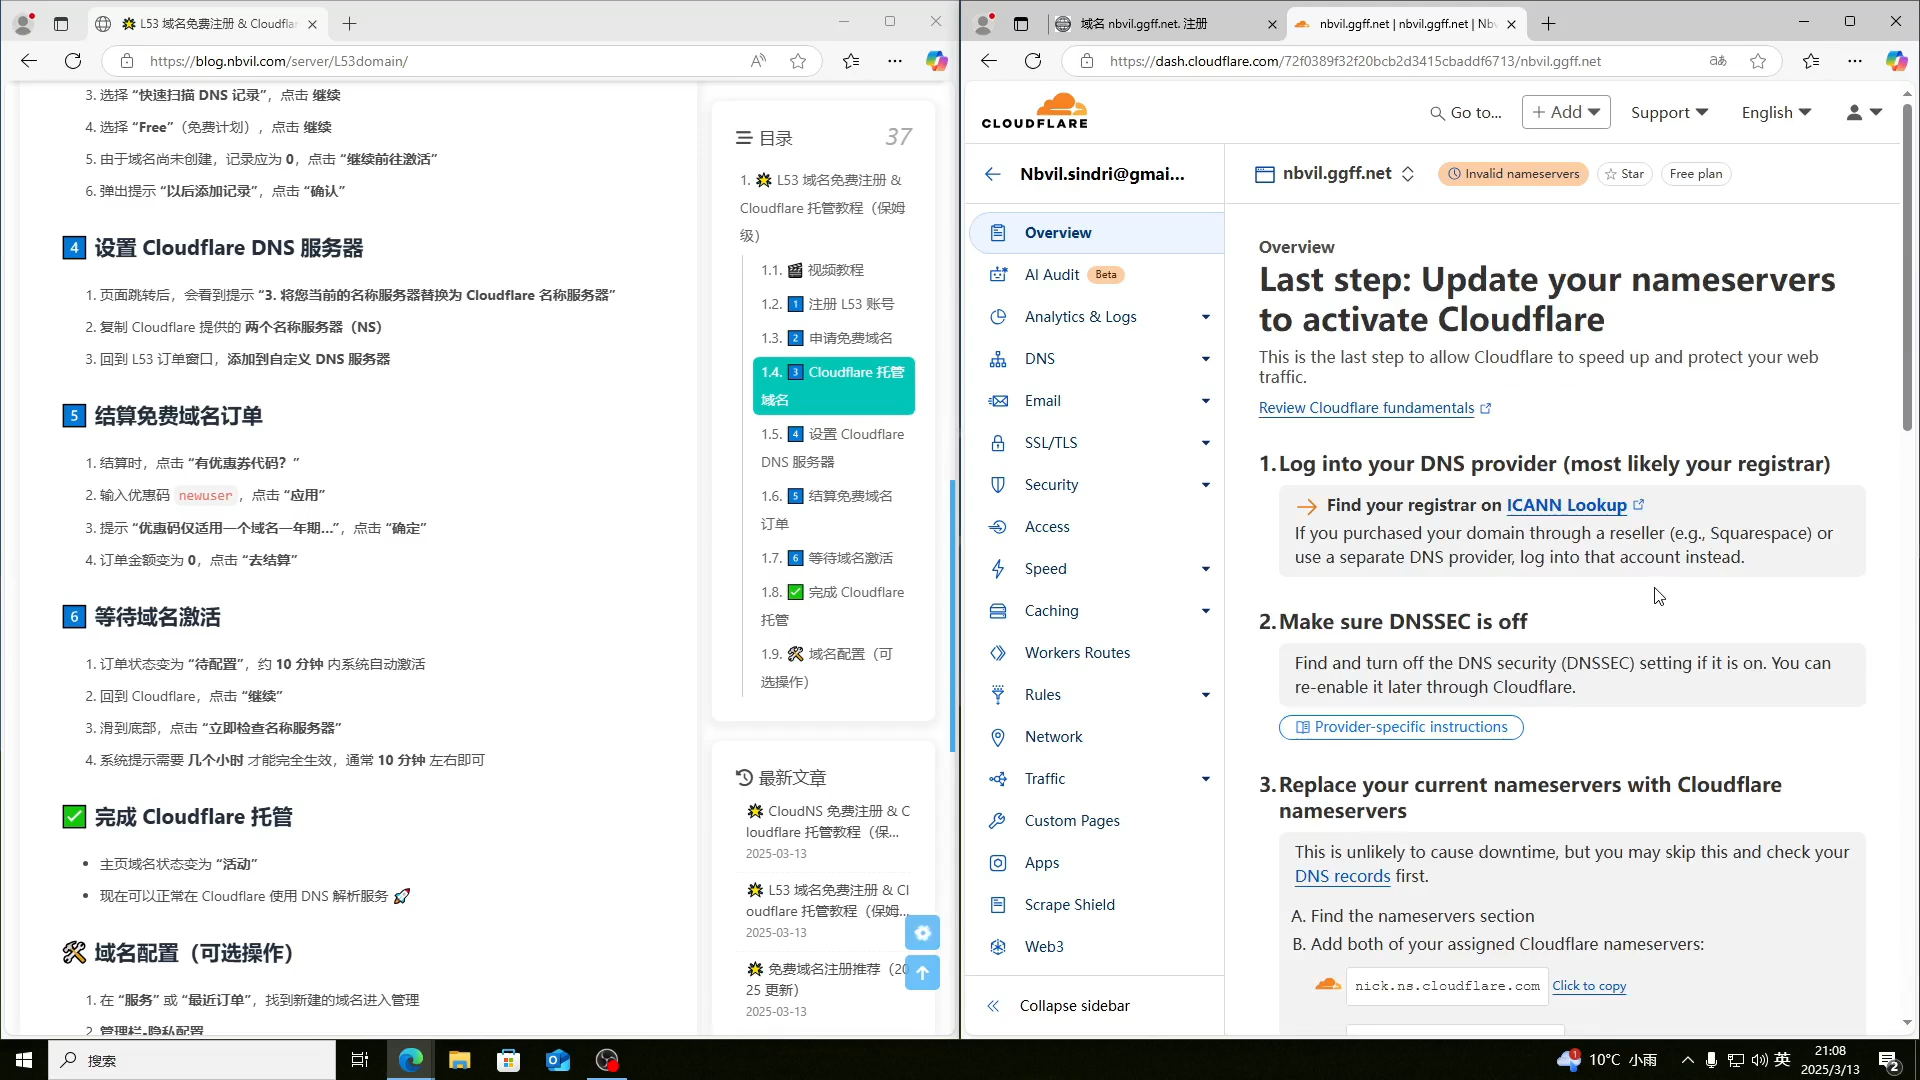 L53 域名免费注册 & Cloudflar
https://blog.nbvil.com/server/L53domain/
3. 选择 “快速扫描 DNS 记录”，点击 继续
4. 选择 “Free”（免费计划），点击 继续
5. 由于域名尚未创建，记录应为 0，点击 “继续前往激活”
6. 弹出提示 “以后添加记录”，点击 “确认”
4 设置 Cloudflare DNS 服务器
1. 页面跳转后，会看到提示 “3. 将您当前的名称服务器替换为 Cloudflare 名称服务器”
2. 复制 Cloudflare 提供的 两个名称服务器（NS）
3. 回到 L53 订单窗口，添加到自定义 DNS 服务器
5 结算免费域名订单
1. 结算时，点击 “有优惠券代码？”
2. 输入优惠码 newuser ，点击 “应用”
3. 提示 “优惠码仅适用一个域名一年期...”，点击 “确定”
4. 订单金额变为 0，点击 “去结算”
6 等待域名激活
1. 订单状态变为 “待配置”，约 10 分钟 内系统自动激活
2. 回到 Cloudflare，点击 “继续”
3. 滑到底部，点击 “立即检查名称服务器”
4. 系统提示需要 几个小时 才能完全生效，通常 10 分钟 左右即可
完成 Cloudflare 托管
主页域名状态变为 “活动”
现在可以正常在 Cloudflare 使用 DNS 解析服务
域名配置（可选操作）
1. 在 “服务” 或 “最近订单”，找到新建的域名进入管理
2. 管理栏-隐私配置
目录 37
1. L53 域名免费注册 &
Cloudflare 托管教程（保姆
级）
1.1. 视频教程
1.2. 1 注册 L53 账号
1.3. 2 申请免费域名
1.4. 3 Cloudflare 托管
域名
1.5. 4 设置 Cloudflare
DNS 服务器
1.6. 5 结算免费域名
订单
1.7. 6 等待域名激活
1.8. 完成 Cloudflare
托管
1.9. 域名配置（可
选操作）
最新文章
CloudNS 免费注册 & C
loudflare 托管教程（保...
2025-03-13
L53 域名免费注册 & Cl
oudflare 托管教程（保姆...
2025-03-13
免费域名注册推荐（20
25 更新）
2025-03-13
域名 nbvil.ggff.net. 注册
nbvil.ggff.net | nbvil.ggff.net | Nbv
https://dash.cloudflare.com/72f0389f32f20bcb2d3415cbaddf6713/nbvil.ggff.net
CLOUDFLARE
Go to...
+ Add
Support
English
Nbvil.sindri@gmai...
Overview
AI Audit Beta
Analytics & Logs
DNS
Email
SSL/TLS
Security
Access
Speed
Caching
Workers Routes
Rules
Network
Traffic
Custom Pages
Apps
Scrape Shield
Web3
Collapse sidebar
nbvil.ggff.net
Invalid nameservers
Star
Free plan
Overview
Last step: Update your nameservers
to activate Cloudflare
This is the last step to allow Cloudflare to speed up and protect your web
traffic.
Review Cloudflare fundamentals
1. Log into your DNS provider (most likely your registrar)
Find your registrar on ICANN Lookup
If you purchased your domain through a reseller (e.g., Squarespace) or
use a separate DNS provider, log into that account instead.
2. Make sure DNSSEC is off
Find and turn off the DNS security (DNSSEC) setting if it is on. You can
re-enable it later through Cloudflare.
Provider-specific instructions
3. Replace your current nameservers with Cloudflare
nameservers
This is unlikely to cause downtime, but you may skip this and check your
DNS records first.
A. Find the nameservers section
B. Add both of your assigned Cloudflare nameservers:
nick.ns.cloudflare.com Click to copy
搜索
1
10°C 小雨
英
21:08
2025/3/13
2